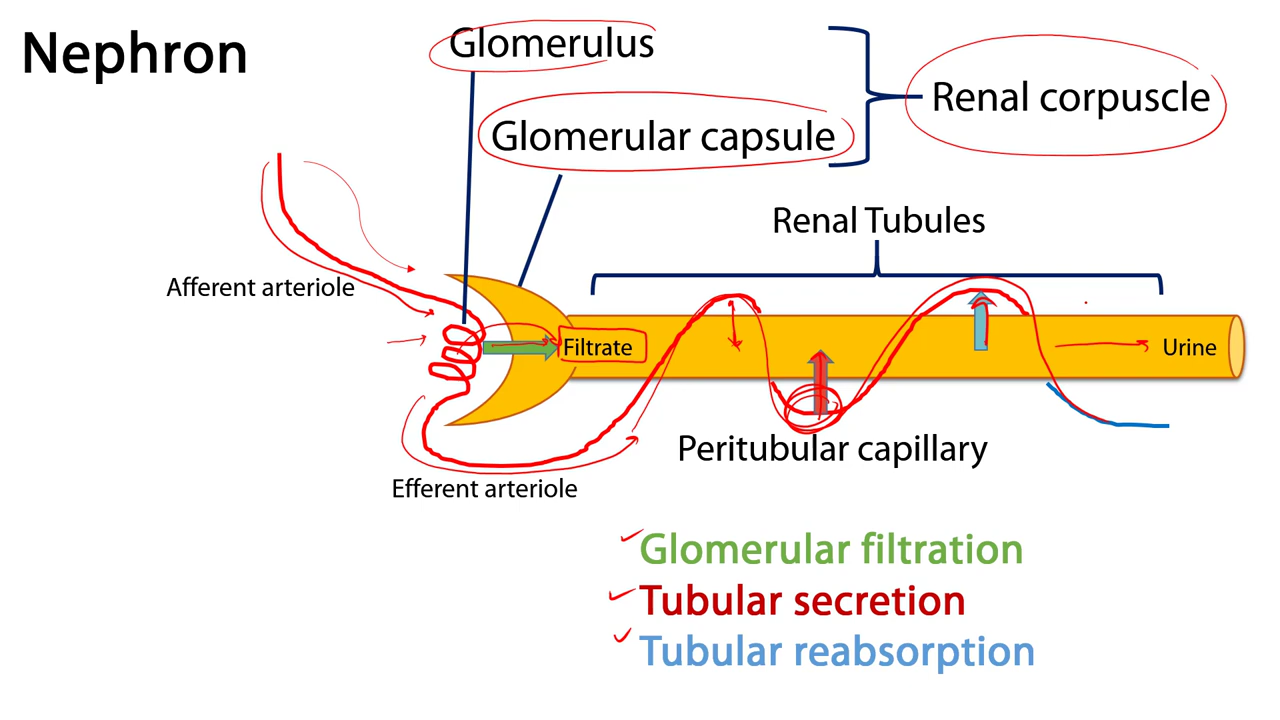 Nephron
Glomerulus
Glomerular capsule
Renal corpuscle
Renal Tubules
Afferent arteriole
Filtrate
Urine
Peritubular capillary
Efferent arteriole
Glomerular filtration
Tubular secretion
Tubular reabsorption